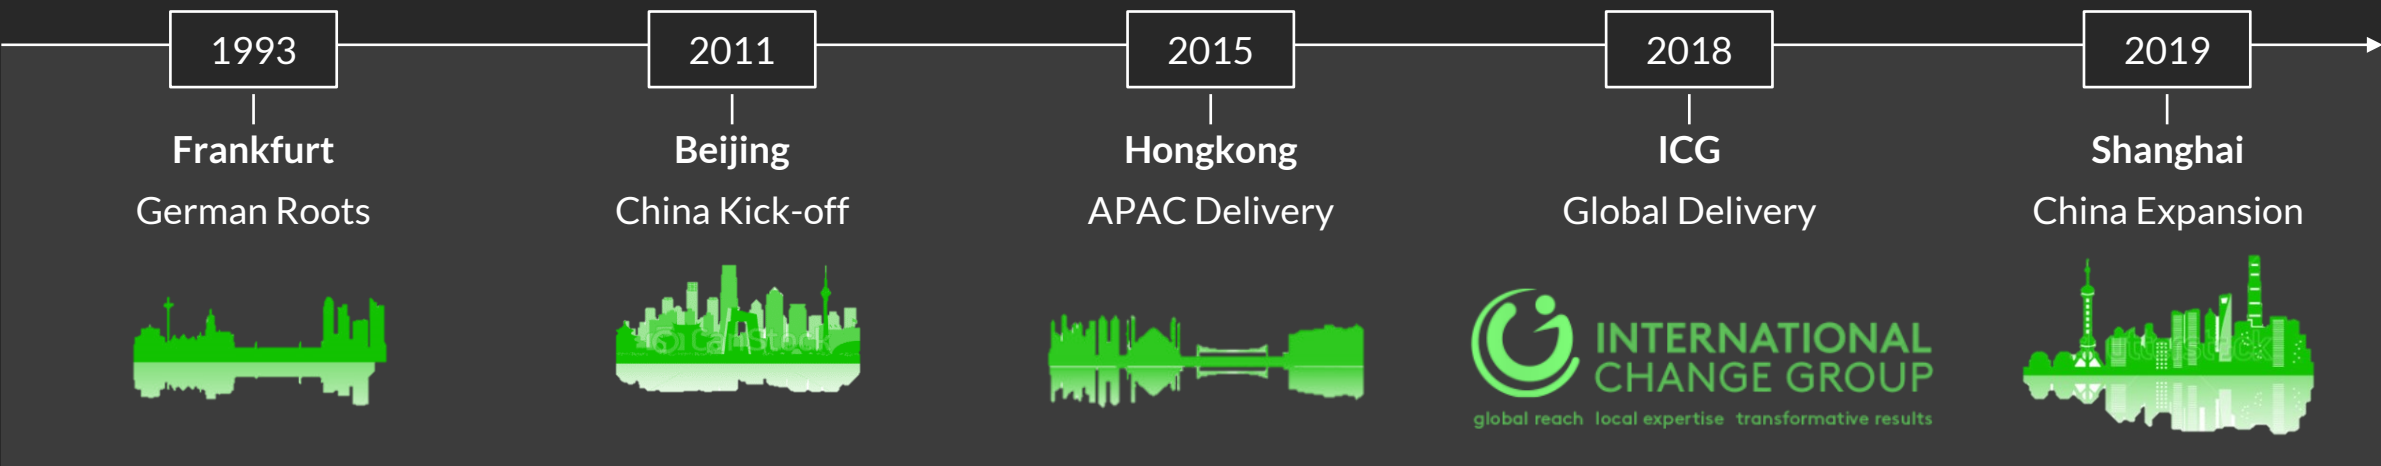 1993
Frankfurt
German Roots
2011
Beijing
China Kick-off
2015
Hongkong
APAC Delivery
2018
ICG
Global Delivery
INTERNATIONAL
CHANGE GROUP
global reach local expertise transformative results
2019
Shanghai
China Expansion